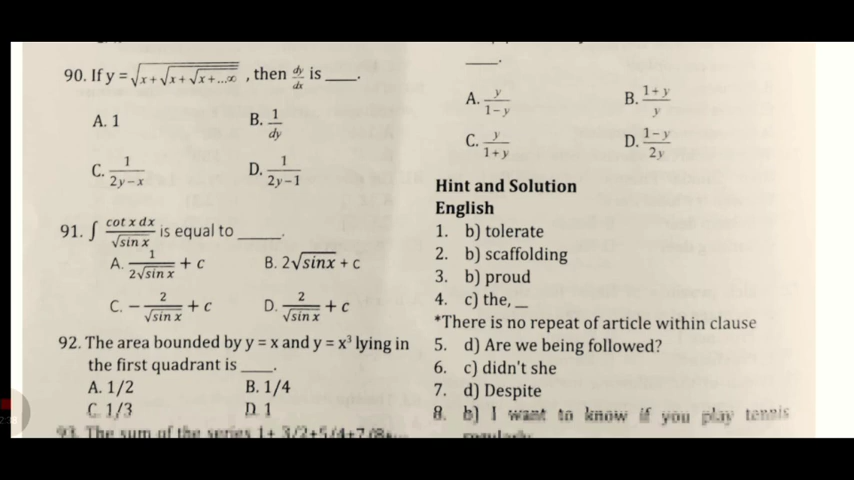 90. If y = √x + √x + √x + ...∞ , then dy/dx is ____.
A. 1 B. 1/dy
C. 1/2y−x D. 1/2y−1
91. ∫ cot x dx/√sin x is equal to ____.
A. 1/2√sin x + c B. 2√sinx + c
C. − 2/√sin x + c D. 2/√sin x + c
92. The area bounded by y = x and y = x³ lying in
the first quadrant is ____.
A. 1/2 B. 1/4
C. 1/3 D. 1
93. The sum of the series 1+ 3/2+5/4+7/8+
____.
A. y/1−y B. 1+y/y
C. y/1+y D. 1−y/2y
Hint and Solution
English
1. b) tolerate
2. b) scaffolding
3. b) proud
4. c) the, __
*There is no repeat of article within clause
5. d) Are we being followed?
6. c) didn't she
7. d) Despite
8. b) I want to know if you play tennis
regularly